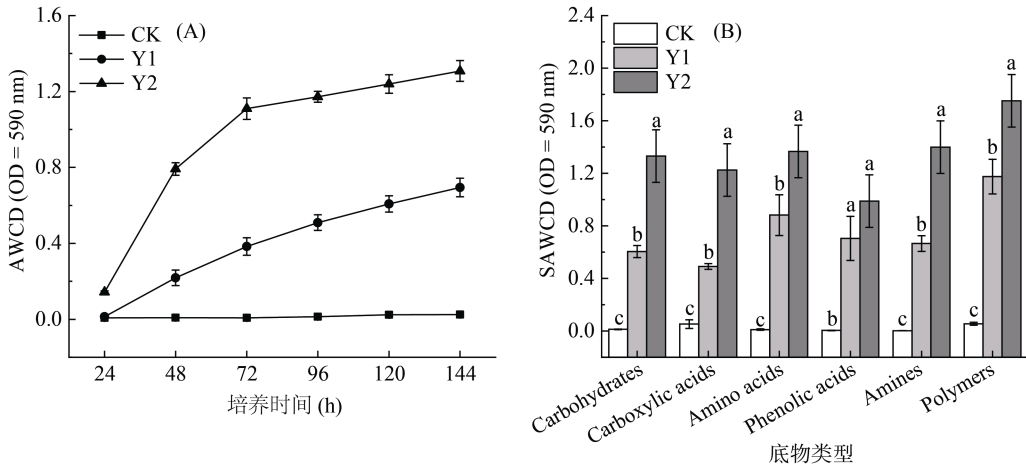 CK
Y1
Y2
(A)
1.6
1.2
0.8
0.4
0.0
AWCD (OD = 590 nm)
24 48 72 96 120 144
培养时间 (h)
CK
Y1
Y2
(B)
2.4
2.0
1.6
1.2
0.8
0.4
0.0
SAWCD (OD = 590 nm)
c b a
c b a
c b a
b a a
c b a
c b a
Carbohydrates
Carboxylic acids
Amino acids
Phenolic acids
Amines
Polymers
底物类型